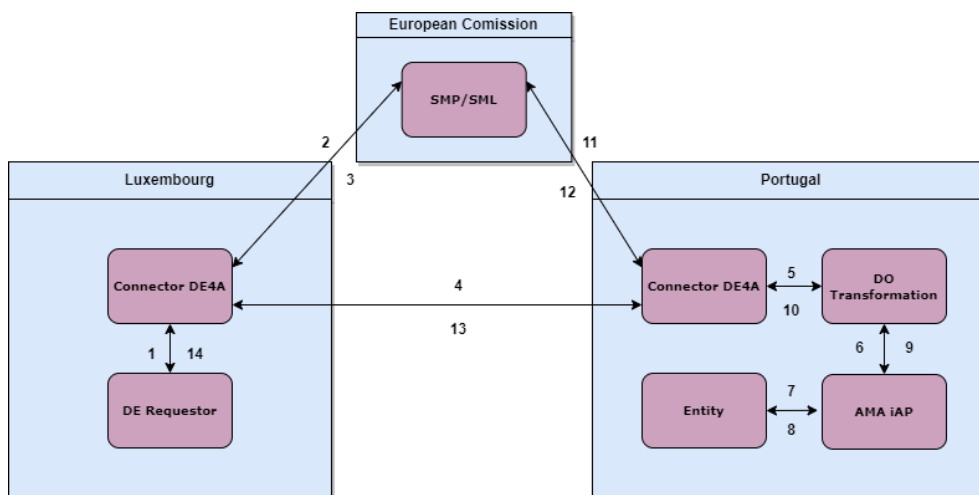 European Comission
SMP/SML
2
11
3
12
Luxembourg
Portugal
Connector DE4A
4
13
Connector DE4A
5
10
DO
Transformation
1
14
6
9
DE Requestor
Entity
7
8
AMA iAP